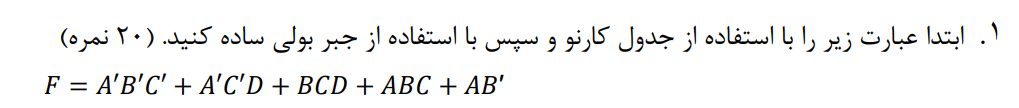 ۱. ابتدا عبارت زیر را با استفاده از جدول کارنو و سپس با استفاده از جبر بولی ساده کنید. (۲۰ نمره)
F = A'B'C' + A'C'D + BCD + ABC + AB'